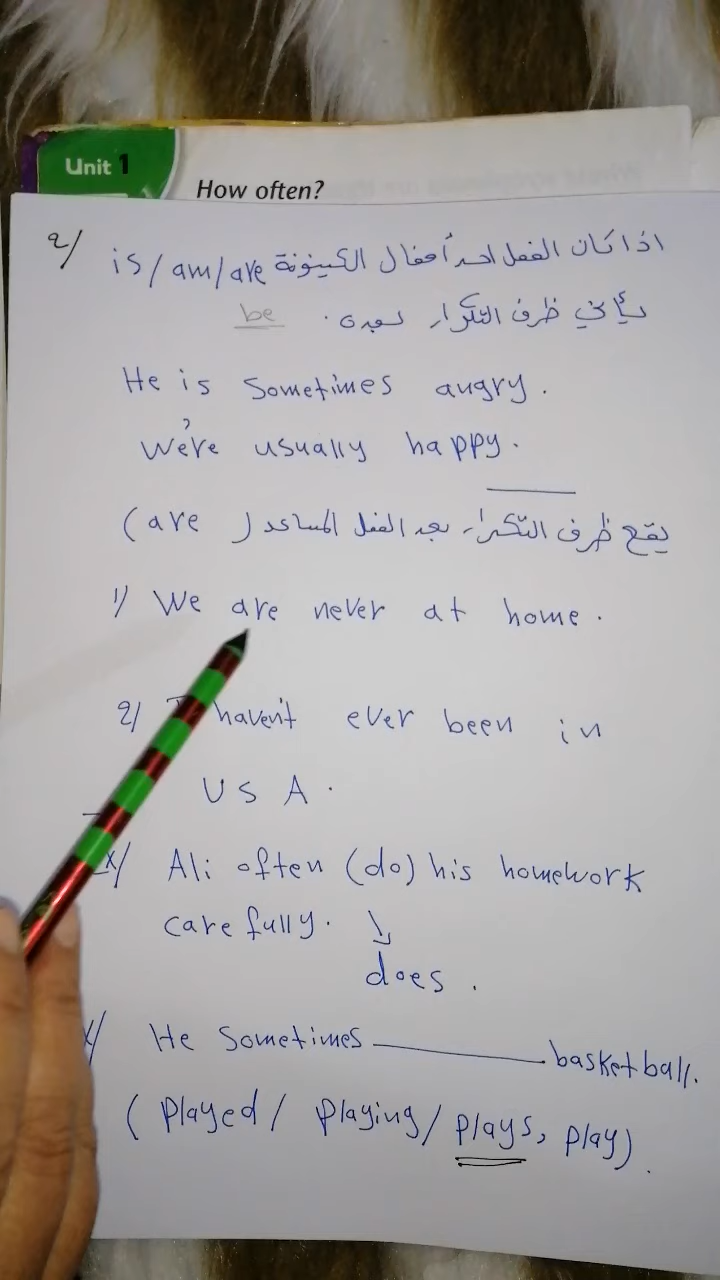 Unit 1
How often?
2/ is/am/are اذا كان الفعل احد أفعال الكينونة
يأتي ظرف التكرار بعده. be
He is Sometimes angry.
We're usually happy.
يقع ظرف التكرار بعد الفعل المساعد (are)
1/ We are never at home.
2/ I haven't ever been in
USA.
x/ Ali often (do) his homework
carefully.
does.
x/ He Sometimes ______ basketball.
(Played / Playing / plays, play).